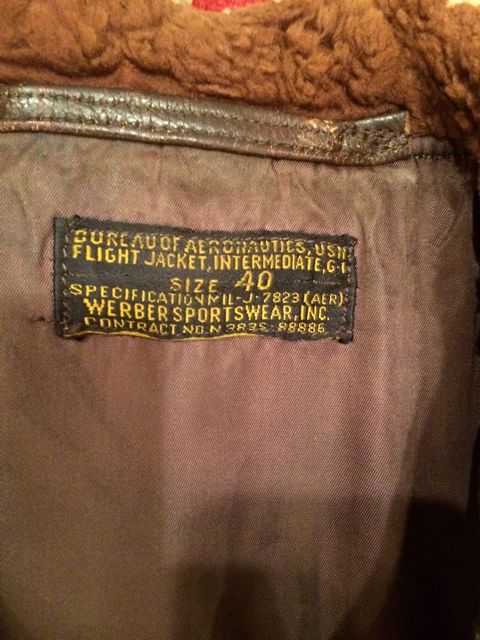 BUREAU OF AERONAUTICS, USN
FLIGHT JACKET, INTERMEDIATE, G-1
SIZE 40
SPECIFICATION MIL-J-7823 (AER)
WERBER SPORTSWEAR, INC.
CONTRACT NO. N 383S-88886